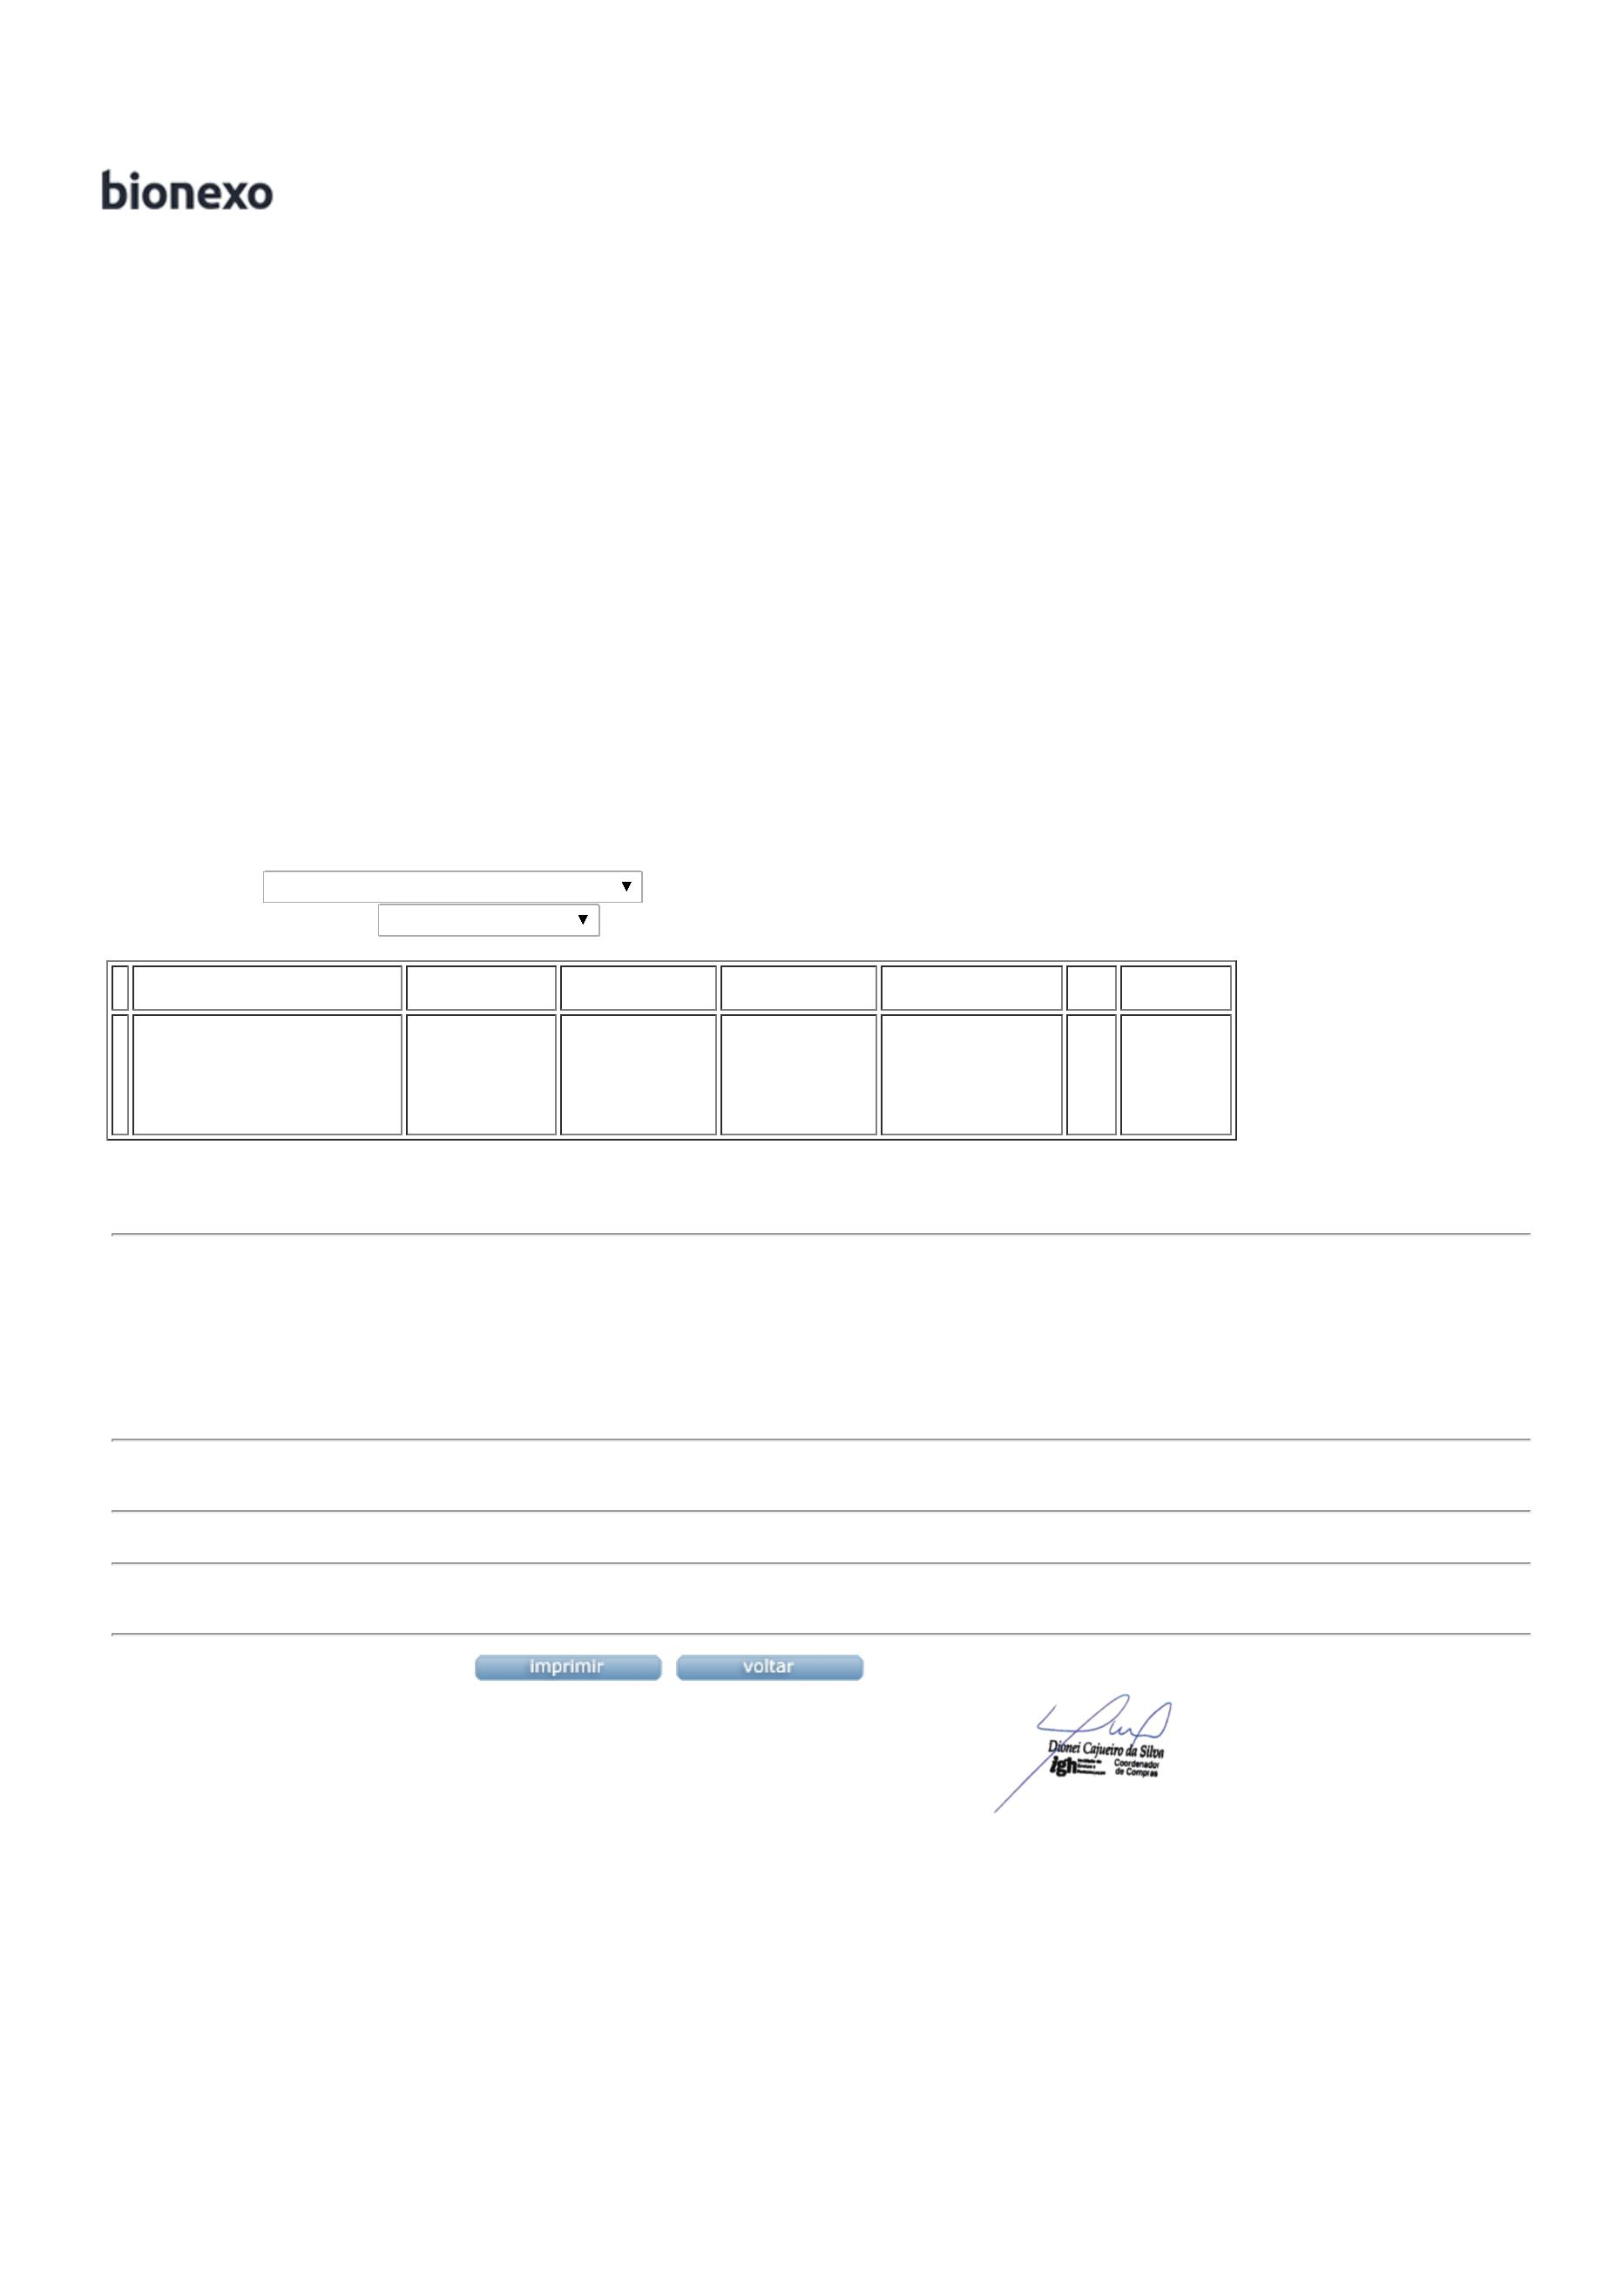 bionexo
imprimir voltar
Dionei Cajueiro da Silva
igh Coordenador
de Compras